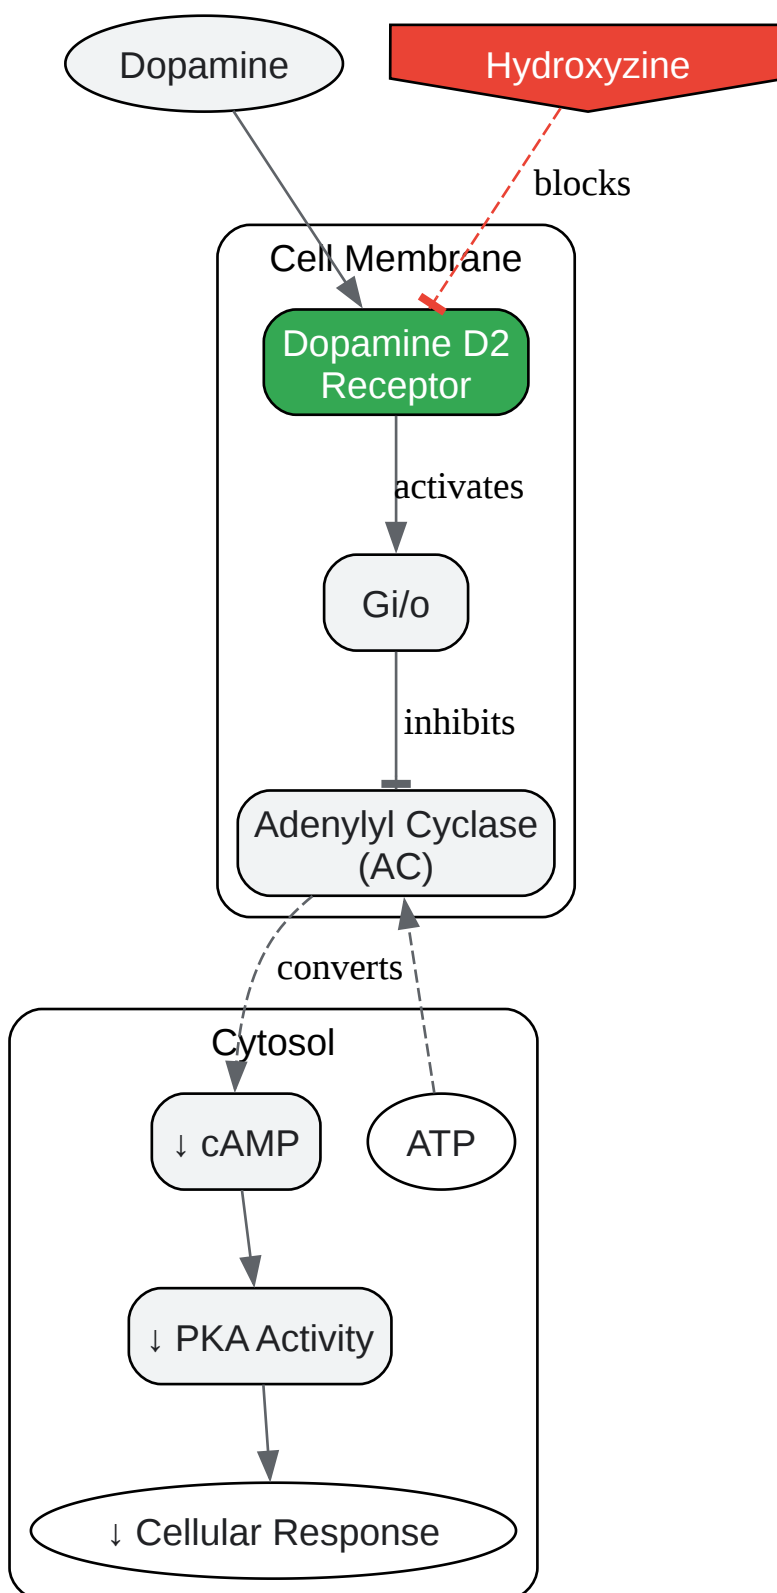 Dopamine
Hydroxyzine
blocks
Cell Membrane
Dopamine D2
Receptor
activates
Gi/o
inhibits
Adenylyl Cyclase
(AC)
converts
Cytosol
↓ cAMP
ATP
↓ PKA Activity
↓ Cellular Response